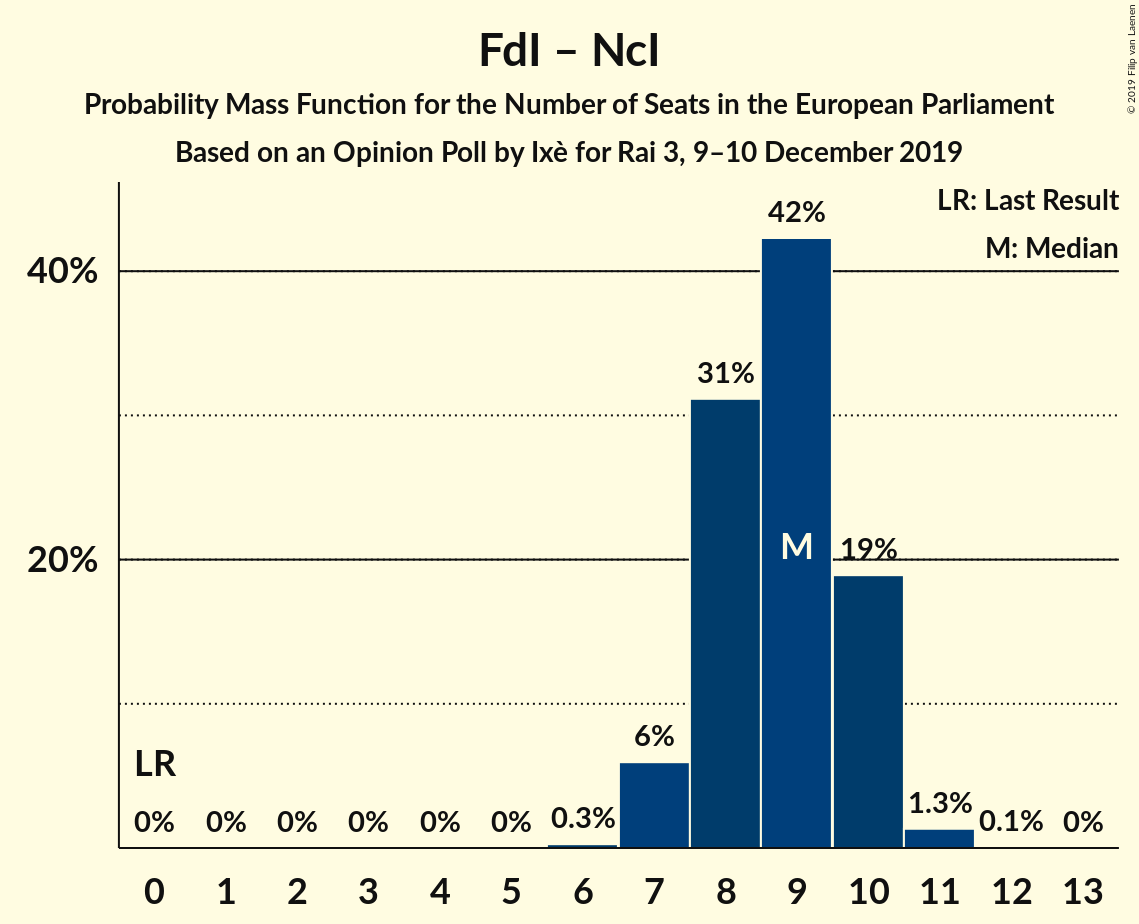 FdI – NcI
Probability Mass Function for the Number of Seats in the European Parliament
Based on an Opinion Poll by Ixè for Rai 3, 9–10 December 2019
© 2019 Filip van Laenen
LR: Last Result
M: Median
42%
40%
31%
M
20%
19%
6%
LR
0% 0% 0% 0% 0% 0% 0.3% 1.3% 0.1% 0%
0 1 2 3 4 5 6 7 8 9 10 11 12 13